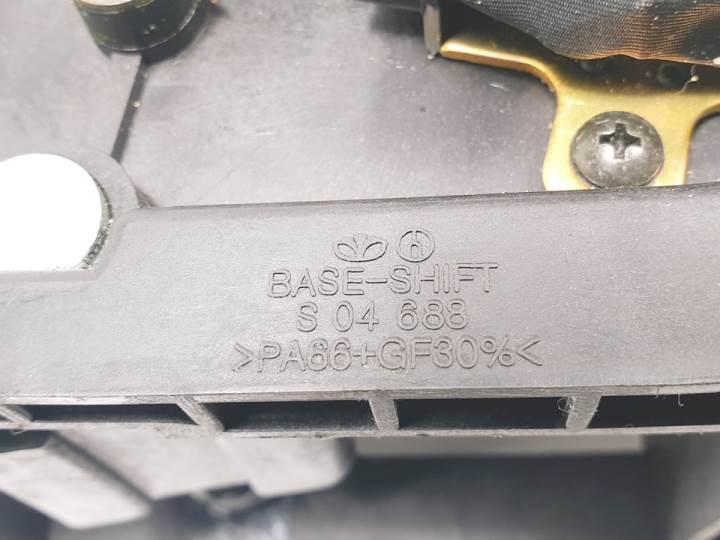 BASE-SHIFT
S 04 688
>PA66+GF30%<